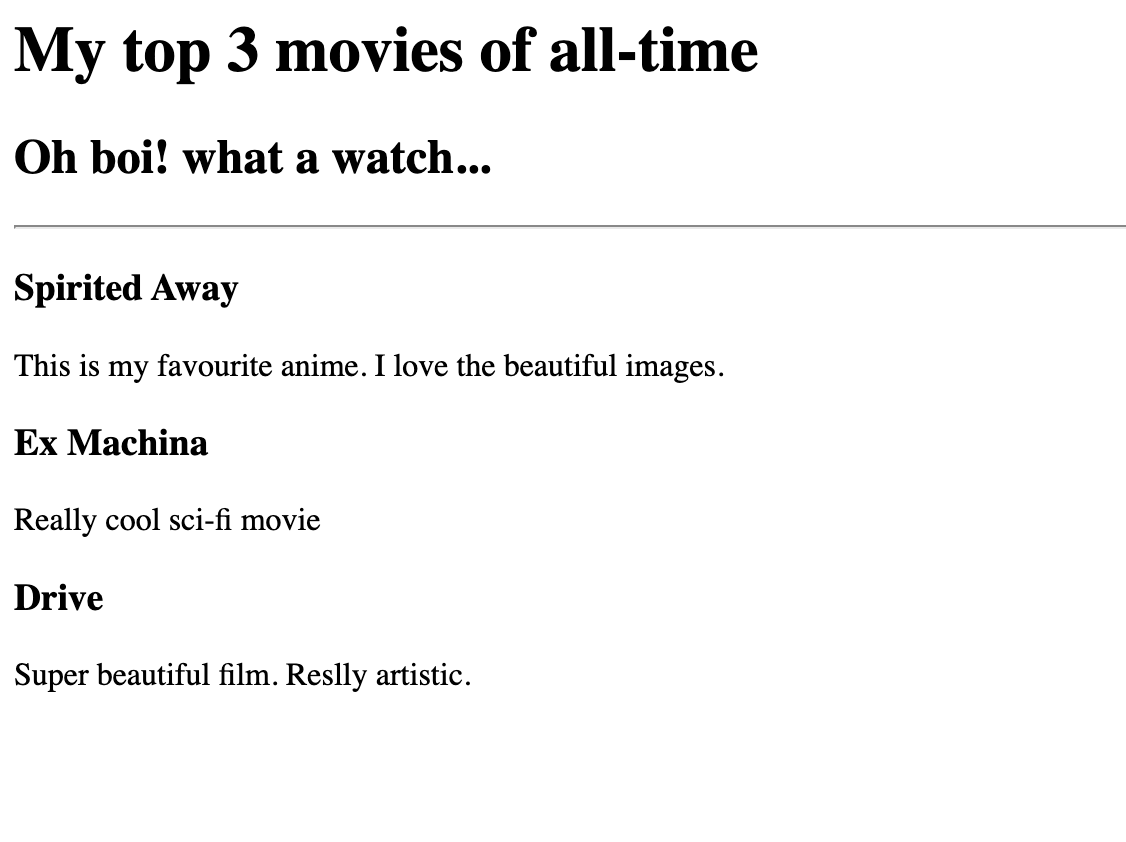 My top 3 movies of all-time
Oh boi! what a watch...
Spirited Away
This is my favourite anime. I love the beautiful images.
Ex Machina
Really cool sci-fi movie
Drive
Super beautiful film. Reslly artistic.